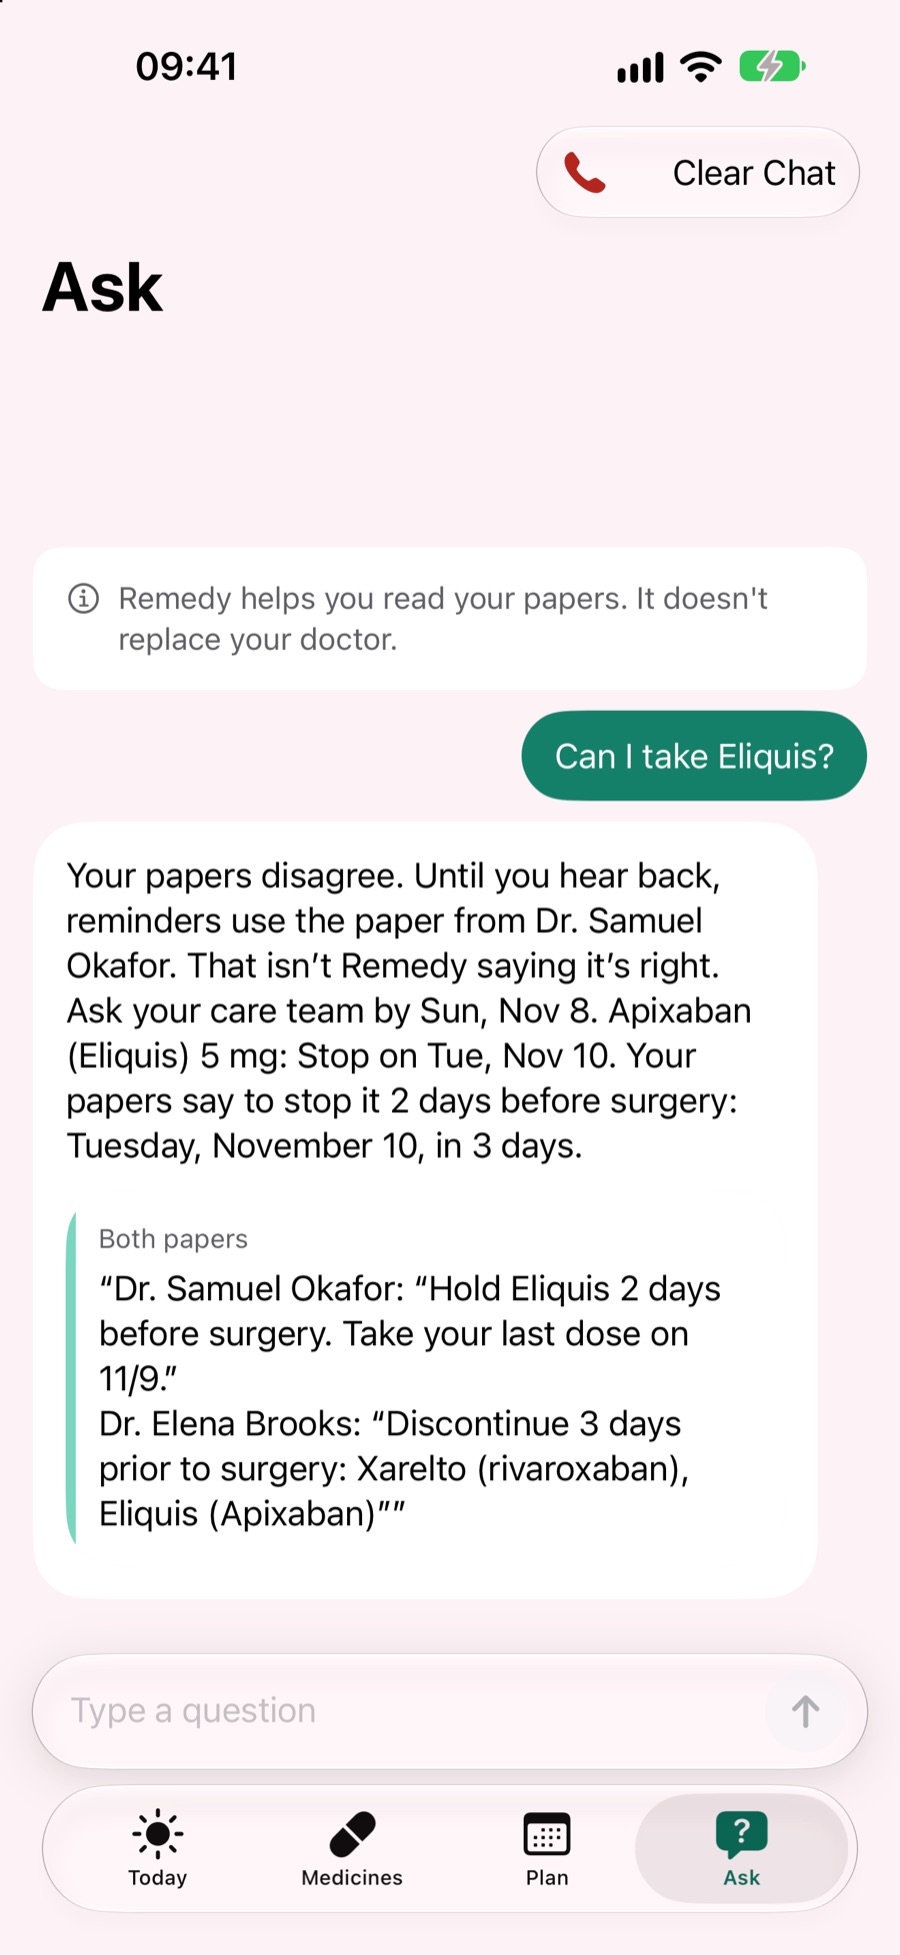 09:41
Clear Chat
Ask
Remedy helps you read your papers. It doesn't
replace your doctor.
Can I take Eliquis?
Your papers disagree. Until you hear back,
reminders use the paper from Dr. Samuel
Okafor. That isn’t Remedy saying it’s right.
Ask your care team by Sun, Nov 8. Apixaban
(Eliquis) 5 mg: Stop on Tue, Nov 10. Your
papers say to stop it 2 days before surgery:
Tuesday, November 10, in 3 days.
Both papers
“Dr. Samuel Okafor: “Hold Eliquis 2 days
before surgery. Take your last dose on
11/9.”
Dr. Elena Brooks: “Discontinue 3 days
prior to surgery: Xarelto (rivaroxaban),
Eliquis (Apixaban)””
Type a question
Today
Medicines
Plan
?
Ask